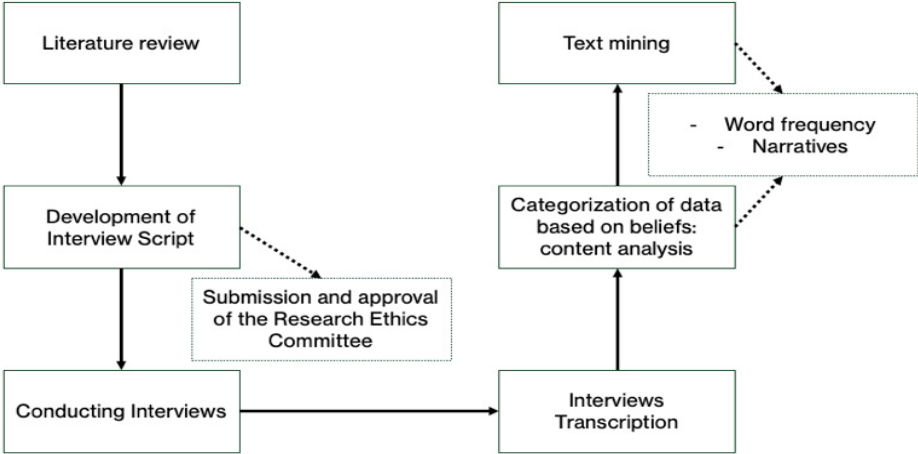 Literature review
Development of
Interview Script
Submission and approval
of the Research Ethics
Committee
Conducting Interviews
Interviews
Transcription
Categorization of data
based on beliefs:
content analysis
Text mining
- Word frequency
- Narratives